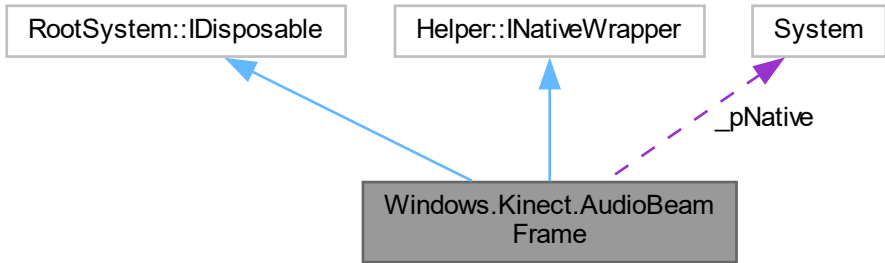 RootSystem::IDisposable
Helper::INativeWrapper
System
_pNative
Windows.Kinect.AudioBeam
Frame